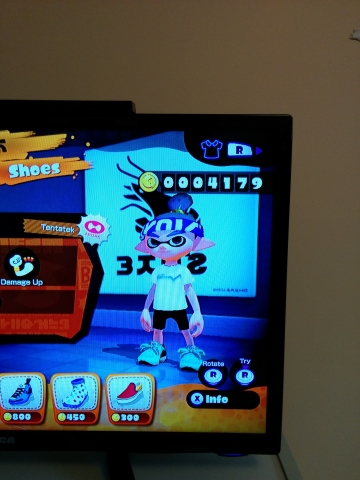 Shoes
R
0004179
Tentatek
Damage Up
Rotate
Try
R
R
800
450
300
X Info